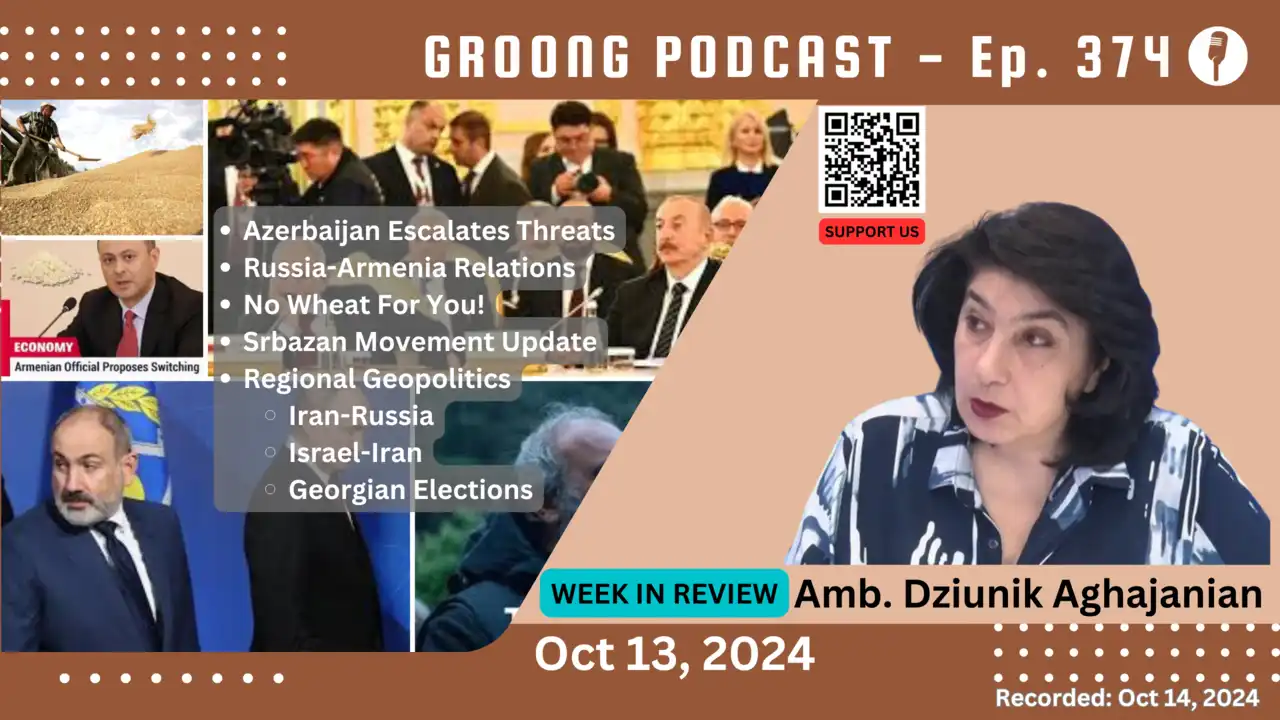 GROONG PODCAST – Ep. 374
SUPPORT US
• Azerbaijan Escalates Threats
• Russia-Armenia Relations
• No Wheat For You!
• Srbazan Movement Update
• Regional Geopolitics
○ Iran-Russia
○ Israel-Iran
○ Georgian Elections
ECONOMY
Armenian Official Proposes Switching
WEEK IN REVIEW
Amb. Dziunik Aghajanian
Oct 13, 2024
Recorded: Oct 14, 2024